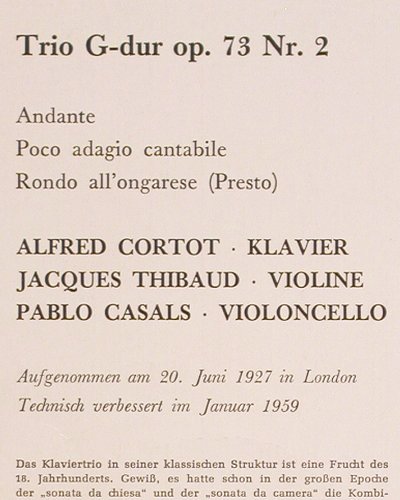 Trio G-dur op. 73 Nr. 2
Andante
Poco adagio cantabile
Rondo all'ongarese (Presto)
ALFRED CORTOT · KLAVIER
JACQUES THIBAUD · VIOLINE
PABLO CASALS · VIOLONCELLO
Aufgenommen am 20. Juni 1927 in London
Technisch verbessert im Januar 1959
Das Klaviertrio in seiner klassischen Struktur ist eine Frucht des
18. Jahrhunderts. Gewiß, es hatte schon in der großen Epoche
der „sonata da chiesa“ und der „sonata da camera“ die Kombi-